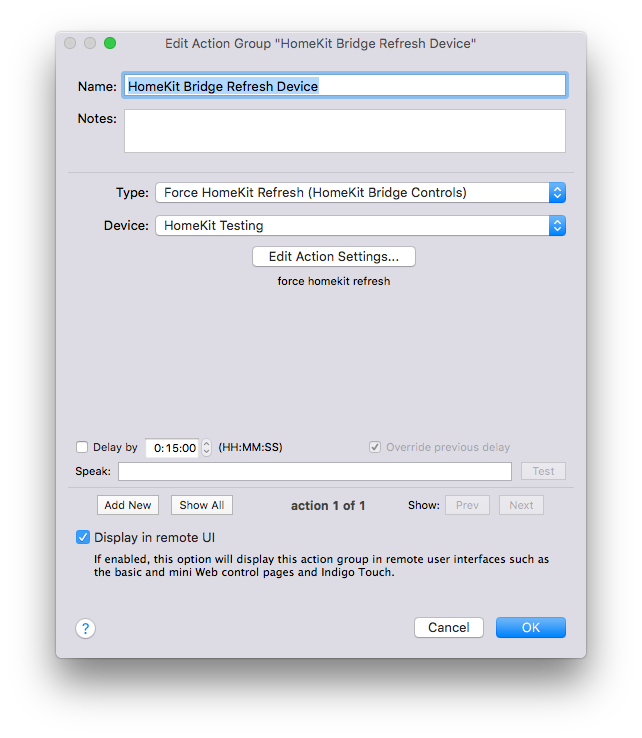 Edit Action Group "HomeKit Bridge Refresh Device"
Name: HomeKit Bridge Refresh Device
Notes:
Type: Force HomeKit Refresh (HomeKit Bridge Controls)
Device: HomeKit Testing
Edit Action Settings...
force homekit refresh
Delay by 0:15:00 (HH:MM:SS) Override previous delay
Speak: Test
Add New Show All action 1 of 1 Show: Prev Next
Display in remote UI
If enabled, this option will display this action group in remote user interfaces such as
the basic and mini Web control pages and Indigo Touch.
? Cancel OK